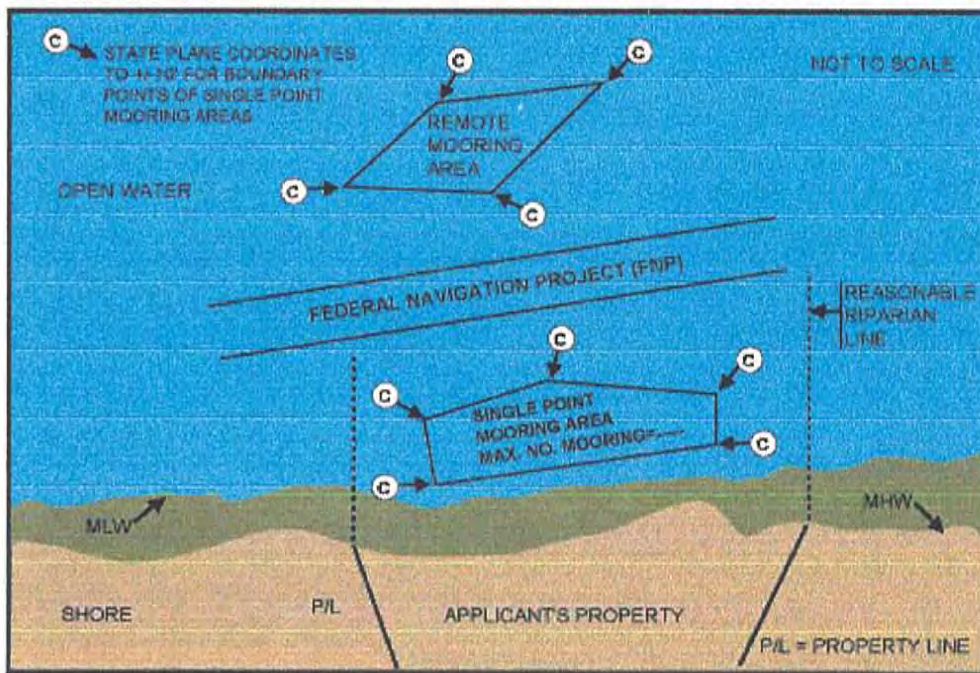 C
STATE PLANE COORDINATES
TO +/- 10' FOR BOUNDARY
POINTS OF SINGLE POINT
MOORING AREAS
C
C
NOT TO SCALE
REMOTE
MOORING
AREA
OPEN WATER
C
C
FEDERAL NAVIGATION PROJECT (FNP)
REASONABLE
RIPARIAN
LINE
C
C
C
SINGLE POINT
MOORING AREA
MAX. NO. MOORING=-----
C
C
MLW
MHW
SHORE
P/L
APPLICANT'S PROPERTY
P/L = PROPERTY LINE